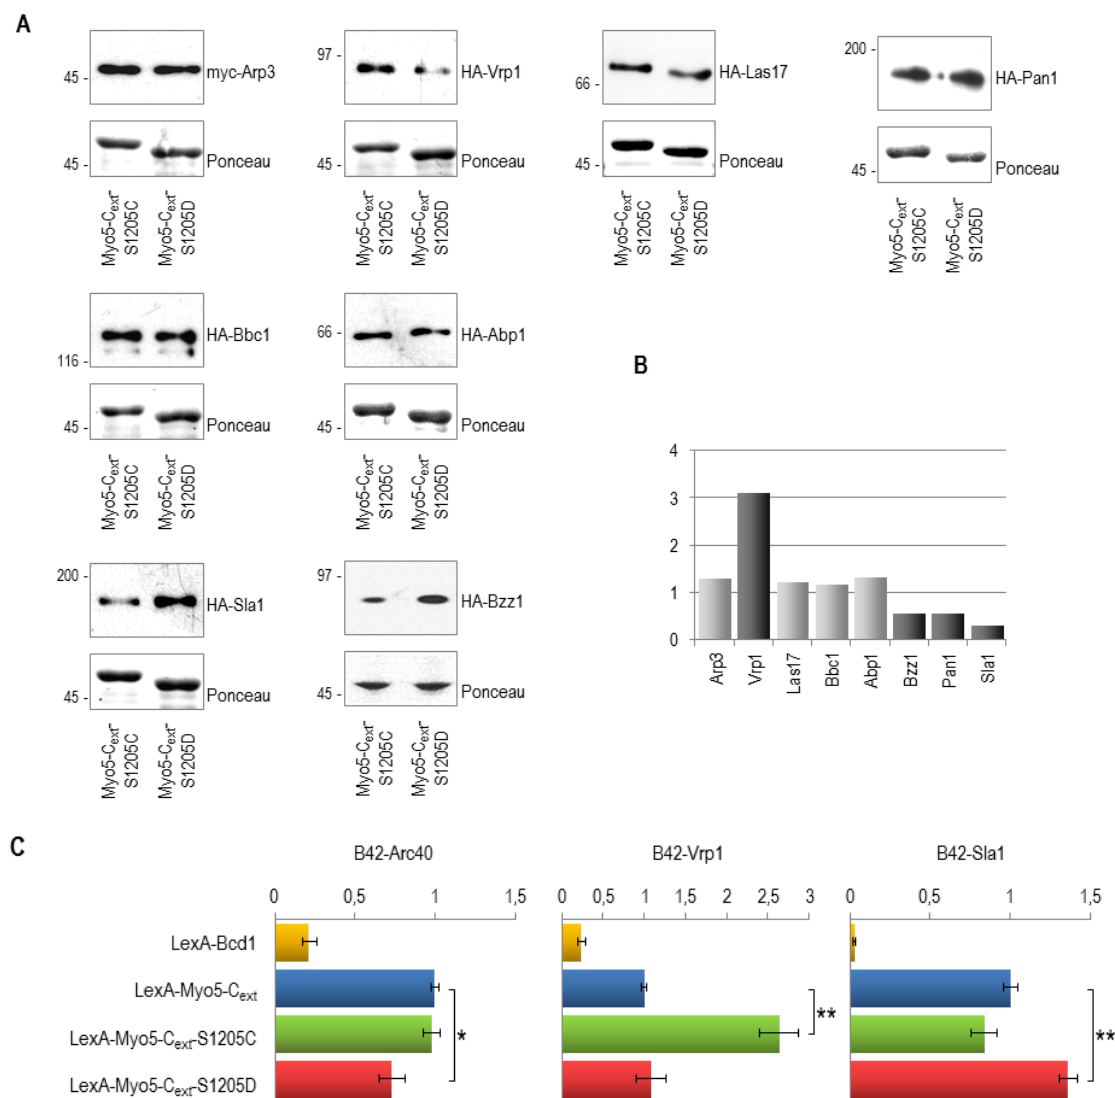 A
45 -
myc-Arp3
45 -
Ponceau
Myo5-Cext-
S1205C
Myo5-Cext-
S1205D
97 -
HA-Vrp1
45 -
Ponceau
Myo5-Cext-
S1205C
Myo5-Cext-
S1205D
66 -
HA-Las17
45 -
Ponceau
Myo5-Cext-
S1205C
Myo5-Cext-
S1205D
200 -
HA-Pan1
45 -
Ponceau
Myo5-Cext-
S1205C
Myo5-Cext-
S1205D
116 -
HA-Bbc1
45 -
Ponceau
Myo5-Cext-
S1205C
Myo5-Cext-
S1205D
66 -
HA-Abp1
45 -
Ponceau
Myo5-Cext-
S1205C
Myo5-Cext-
S1205D
200 -
HA-Sla1
45 -
Ponceau
Myo5-Cext-
S1205C
Myo5-Cext-
S1205D
97 -
HA-Bzz1
45 -
Ponceau
Myo5-Cext-
S1205C
Myo5-Cext-
S1205D
B
4
3
2
1
0
Arp3
Vrp1
Las17
Bbc1
Abp1
Bzz1
Pan1
Sla1
C
B42-Arc40
B42-Vrp1
B42-Sla1
0 0,5 1 1,5
0 0,5 1 1,5 2 2,5 3
0 0,5 1 1,5
LexA-Bcd1
LexA-Myo5-Cext
LexA-Myo5-Cext-S1205C
LexA-Myo5-Cext-S1205D
*
**
**